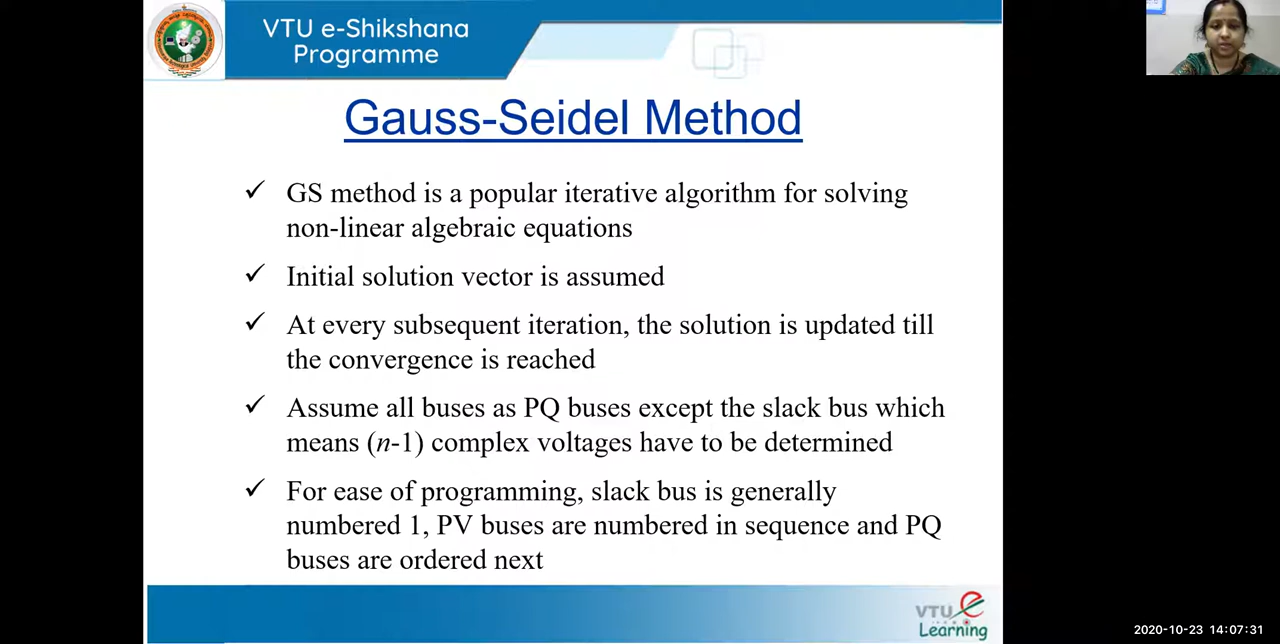 VTU e-Shikshana
Programme
Gauss-Seidel Method
✓ GS method is a popular iterative algorithm for solving
non-linear algebraic equations
✓ Initial solution vector is assumed
✓ At every subsequent iteration, the solution is updated till
the convergence is reached
✓ Assume all buses as PQ buses except the slack bus which
means (n-1) complex voltages have to be determined
✓ For ease of programming, slack bus is generally
numbered 1, PV buses are numbered in sequence and PQ
buses are ordered next
VTU e
Learning
2020-10-23 14:07:31